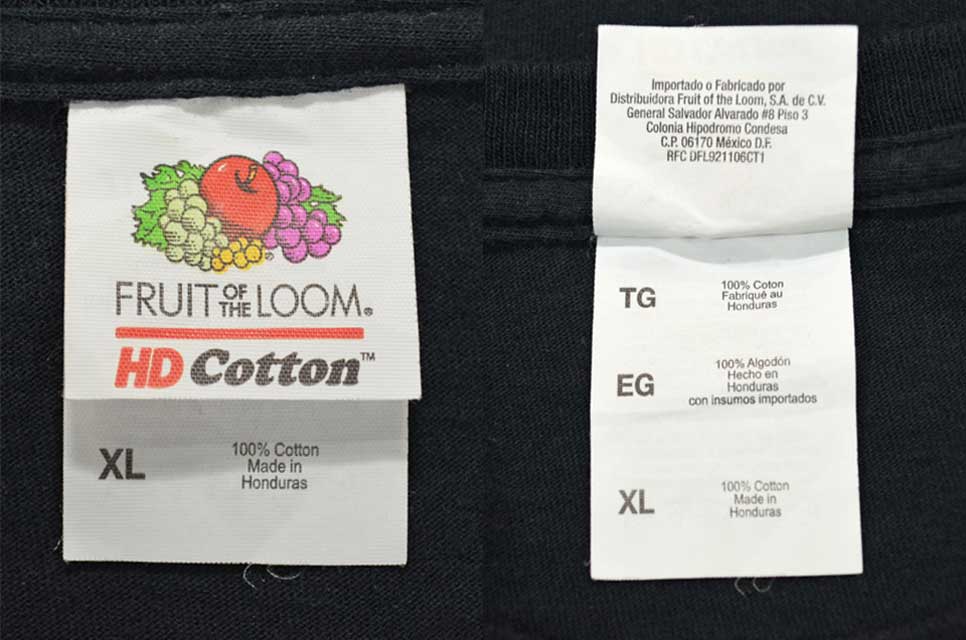 FRUIT OF THE LOOM®
HD Cotton™
XL
100% Cotton
Made in
Honduras
Importado o Fabricado por
Distribuidora Fruit of the Loom, S.A. de C.V.
General Salvador Alvarado #8 Piso 3
Colonia Hipodromo Condesa
C.P. 06170 México D.F.
RFC DFL921106CT1
TG
100% Coton
Fabriqué au
Honduras
EG
100% Algodón
Hecho en
Honduras
con insumos importados
XL
100% Cotton
Made in
Honduras